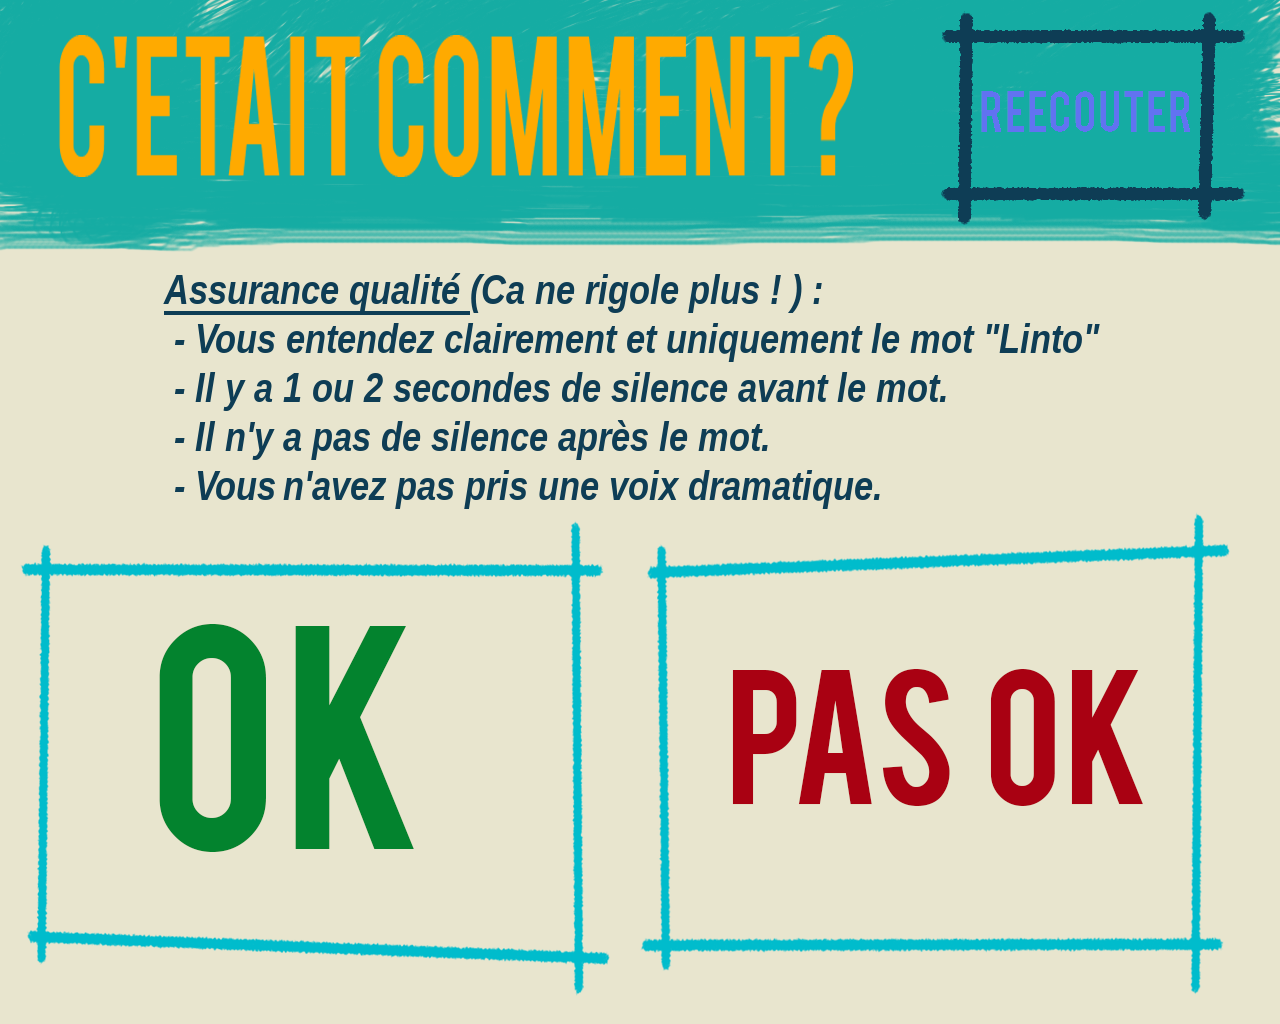 C'ETAIT COMMENT?
REECOUTER
Assurance qualité (Ca ne rigole plus ! ) :
- Vous entendez clairement et uniquement le mot "Linto"
- Il y a 1 ou 2 secondes de silence avant le mot.
- Il n'y a pas de silence après le mot.
- Vous n'avez pas pris une voix dramatique.
OK
PAS OK